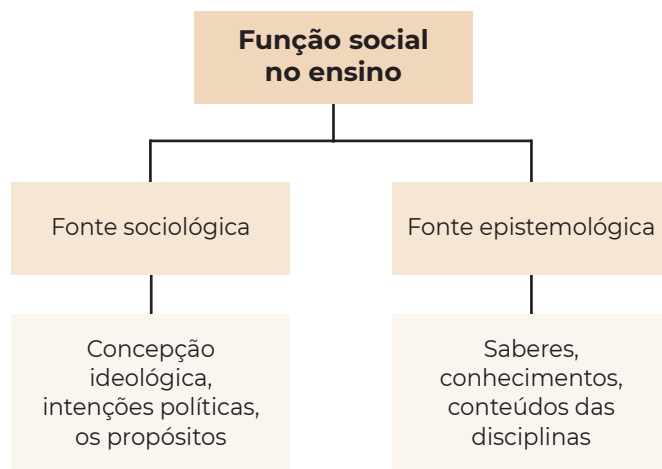 Função social
no ensino
Fonte sociológica
Fonte epistemológica
Concepção
ideológica,
intenções políticas,
os propósitos
Saberes,
conhecimentos,
conteúdos das
disciplinas